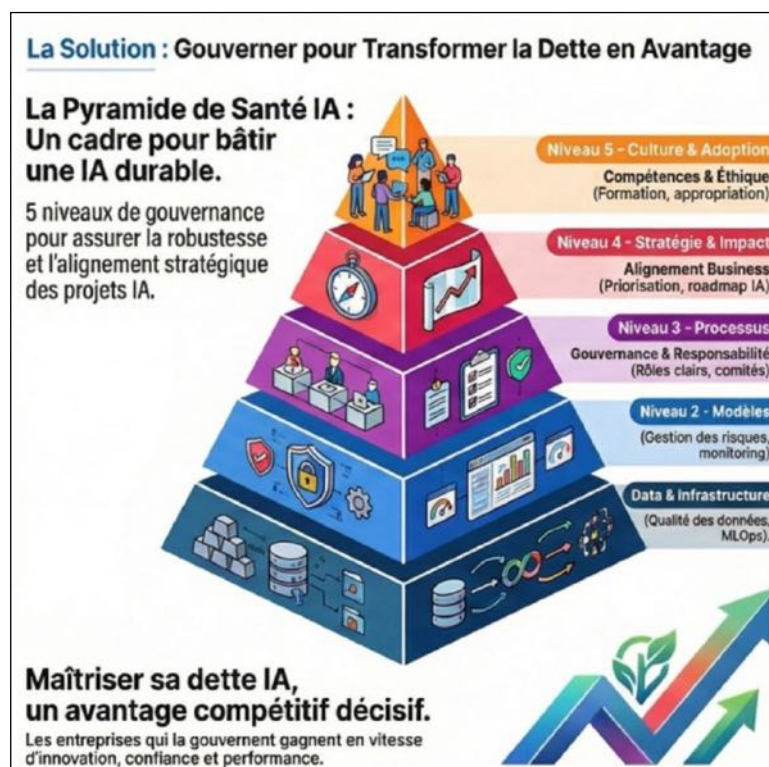 La Solution : Gouverner pour Transformer la Dette en Avantage
La Pyramide de Santé IA :
Un cadre pour bâtir
une IA durable.
5 niveaux de gouvernance
pour assurer la robustesse
et l'alignement stratégique
des projets IA.
Niveau 5 - Culture & Adoption
Compétences & Éthique
(Formation, appropriation)
Niveau 4 - Stratégie & Impact
Alignement Business
(Priorisation, roadmap IA)
Niveau 3 - Processus
Gouvernance & Responsabilité
(Rôles clairs, comités)
Niveau 2 - Modèles
(Gestion des risques,
monitoring)
Data & Infrastructure
(Qualité des données,
MLOps).
Maîtriser sa dette IA,
un avantage compétitif décisif.
Les entreprises qui la gouvernent gagnent en vitesse
d'innovation, confiance et performance.